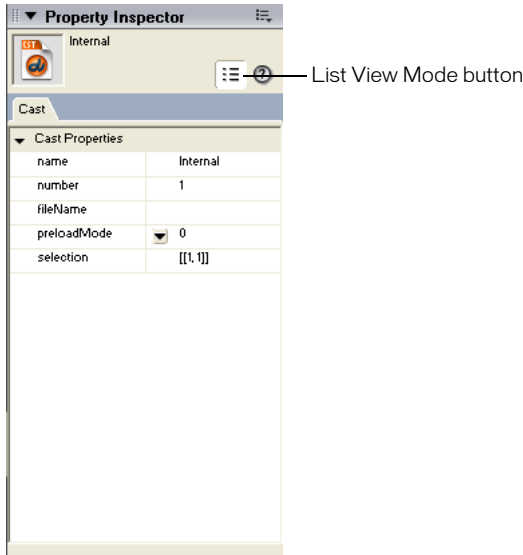 Property Inspector
CST
Internal
?
List View Mode button
Cast
Cast Properties
name Internal
number 1
fileName
preloadMode 0
selection [[1, 1]]